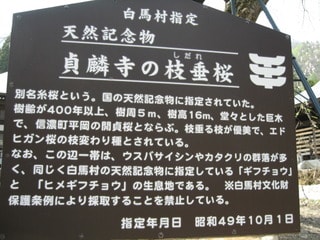 白馬村指定
天然記念物
しだれ
貞麟寺の枝垂桜
別名糸桜という。国の天然記念物に指定されていた。
樹齢が400年以上、樹周5m、樹高16m、堂々とした巨木
で、信濃町平岡の開貞桜とならぶ。枝垂る枝が優美で、エド
ヒガン桜の枝変わり種とされている。
なお、この辺一帯は、ウスバサイシンやカタクリの群落が多
く、同じく白馬村の天然記念物に指定している「ギフチョウ」
と 「ヒメギフチョウ」の生息地である。 ※白馬村文化財
保護条例により採取することを禁止している。
指定年月日 昭和49年10月1日